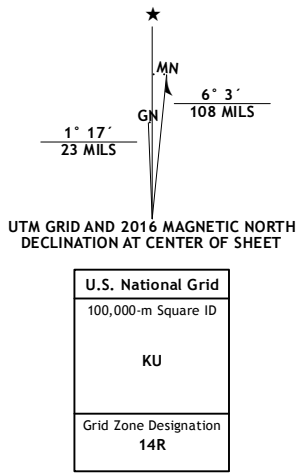 ★
MN
GN
6° 3´
108 MILS
1° 17´
23 MILS
UTM GRID AND 2016 MAGNETIC NORTH
DECLINATION AT CENTER OF SHEET
U.S. National Grid
100,000-m Square ID
KU
Grid Zone Designation
14R